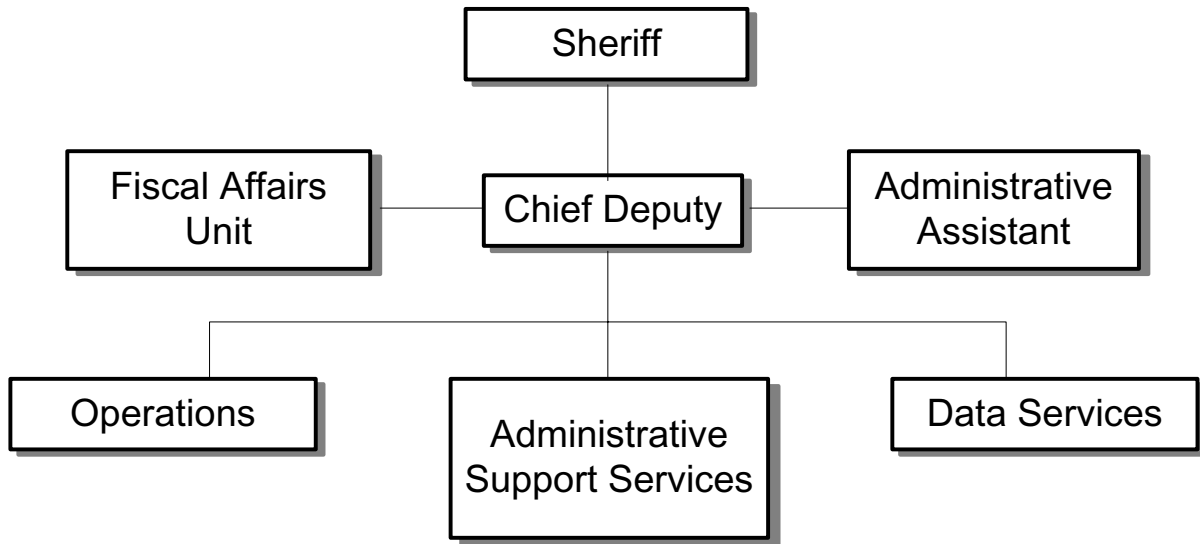 Sheriff
Fiscal Affairs
Unit
Chief Deputy
Administrative
Assistant
Operations
Administrative
Support Services
Data Services